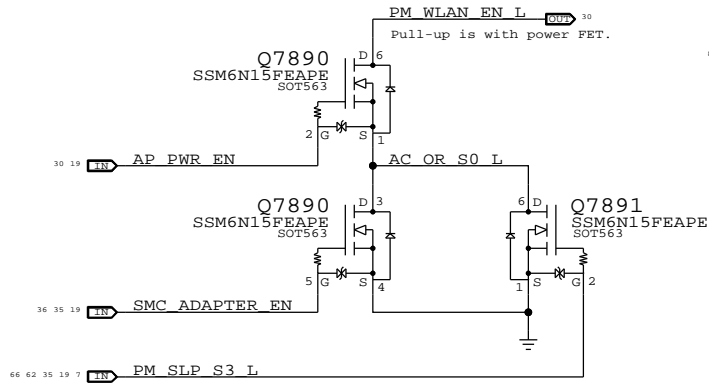 PM_WLAN_EN_L OUT 30
Pull-up is with power FET.
Q7890 D 6
SSM6N15FEAPE
SOT563
2 G S 1
30 19 IN AP_PWR_EN AC_OR_S0_L
Q7890 D 3 6 D Q7891
SSM6N15FEAPE SSM6N15FEAPE
SOT563 SOT563
5 G S 4 1 S G 2
36 35 19 IN SMC_ADAPTER_EN
66 62 35 19 7 IN PM_SLP_S3_L